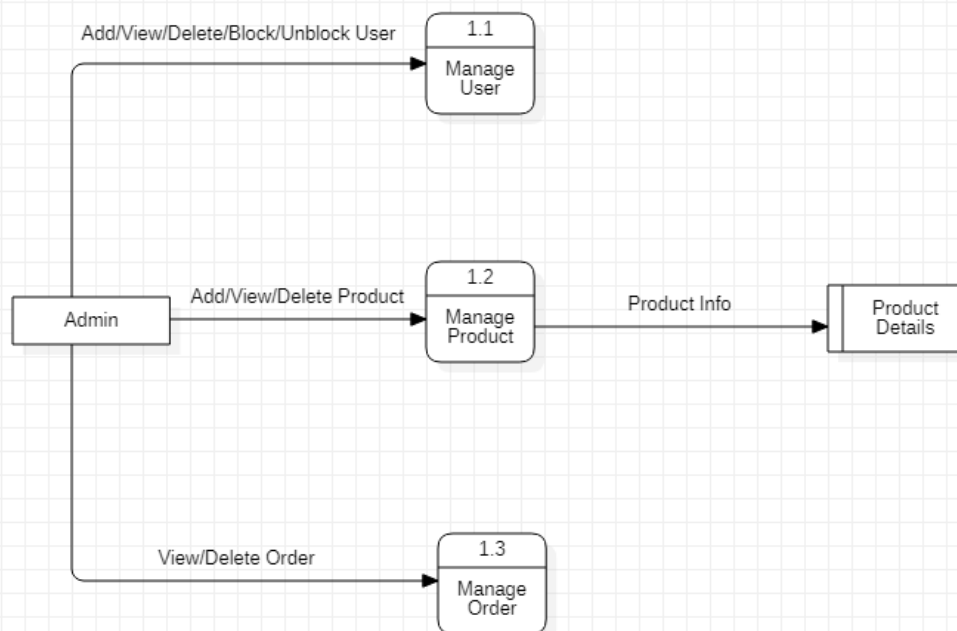 Add/View/Delete/Block/Unblock User
1.1
Manage
User
Admin
Add/View/Delete Product
1.2
Manage
Product
Product Info
Product
Details
View/Delete Order
1.3
Manage
Order